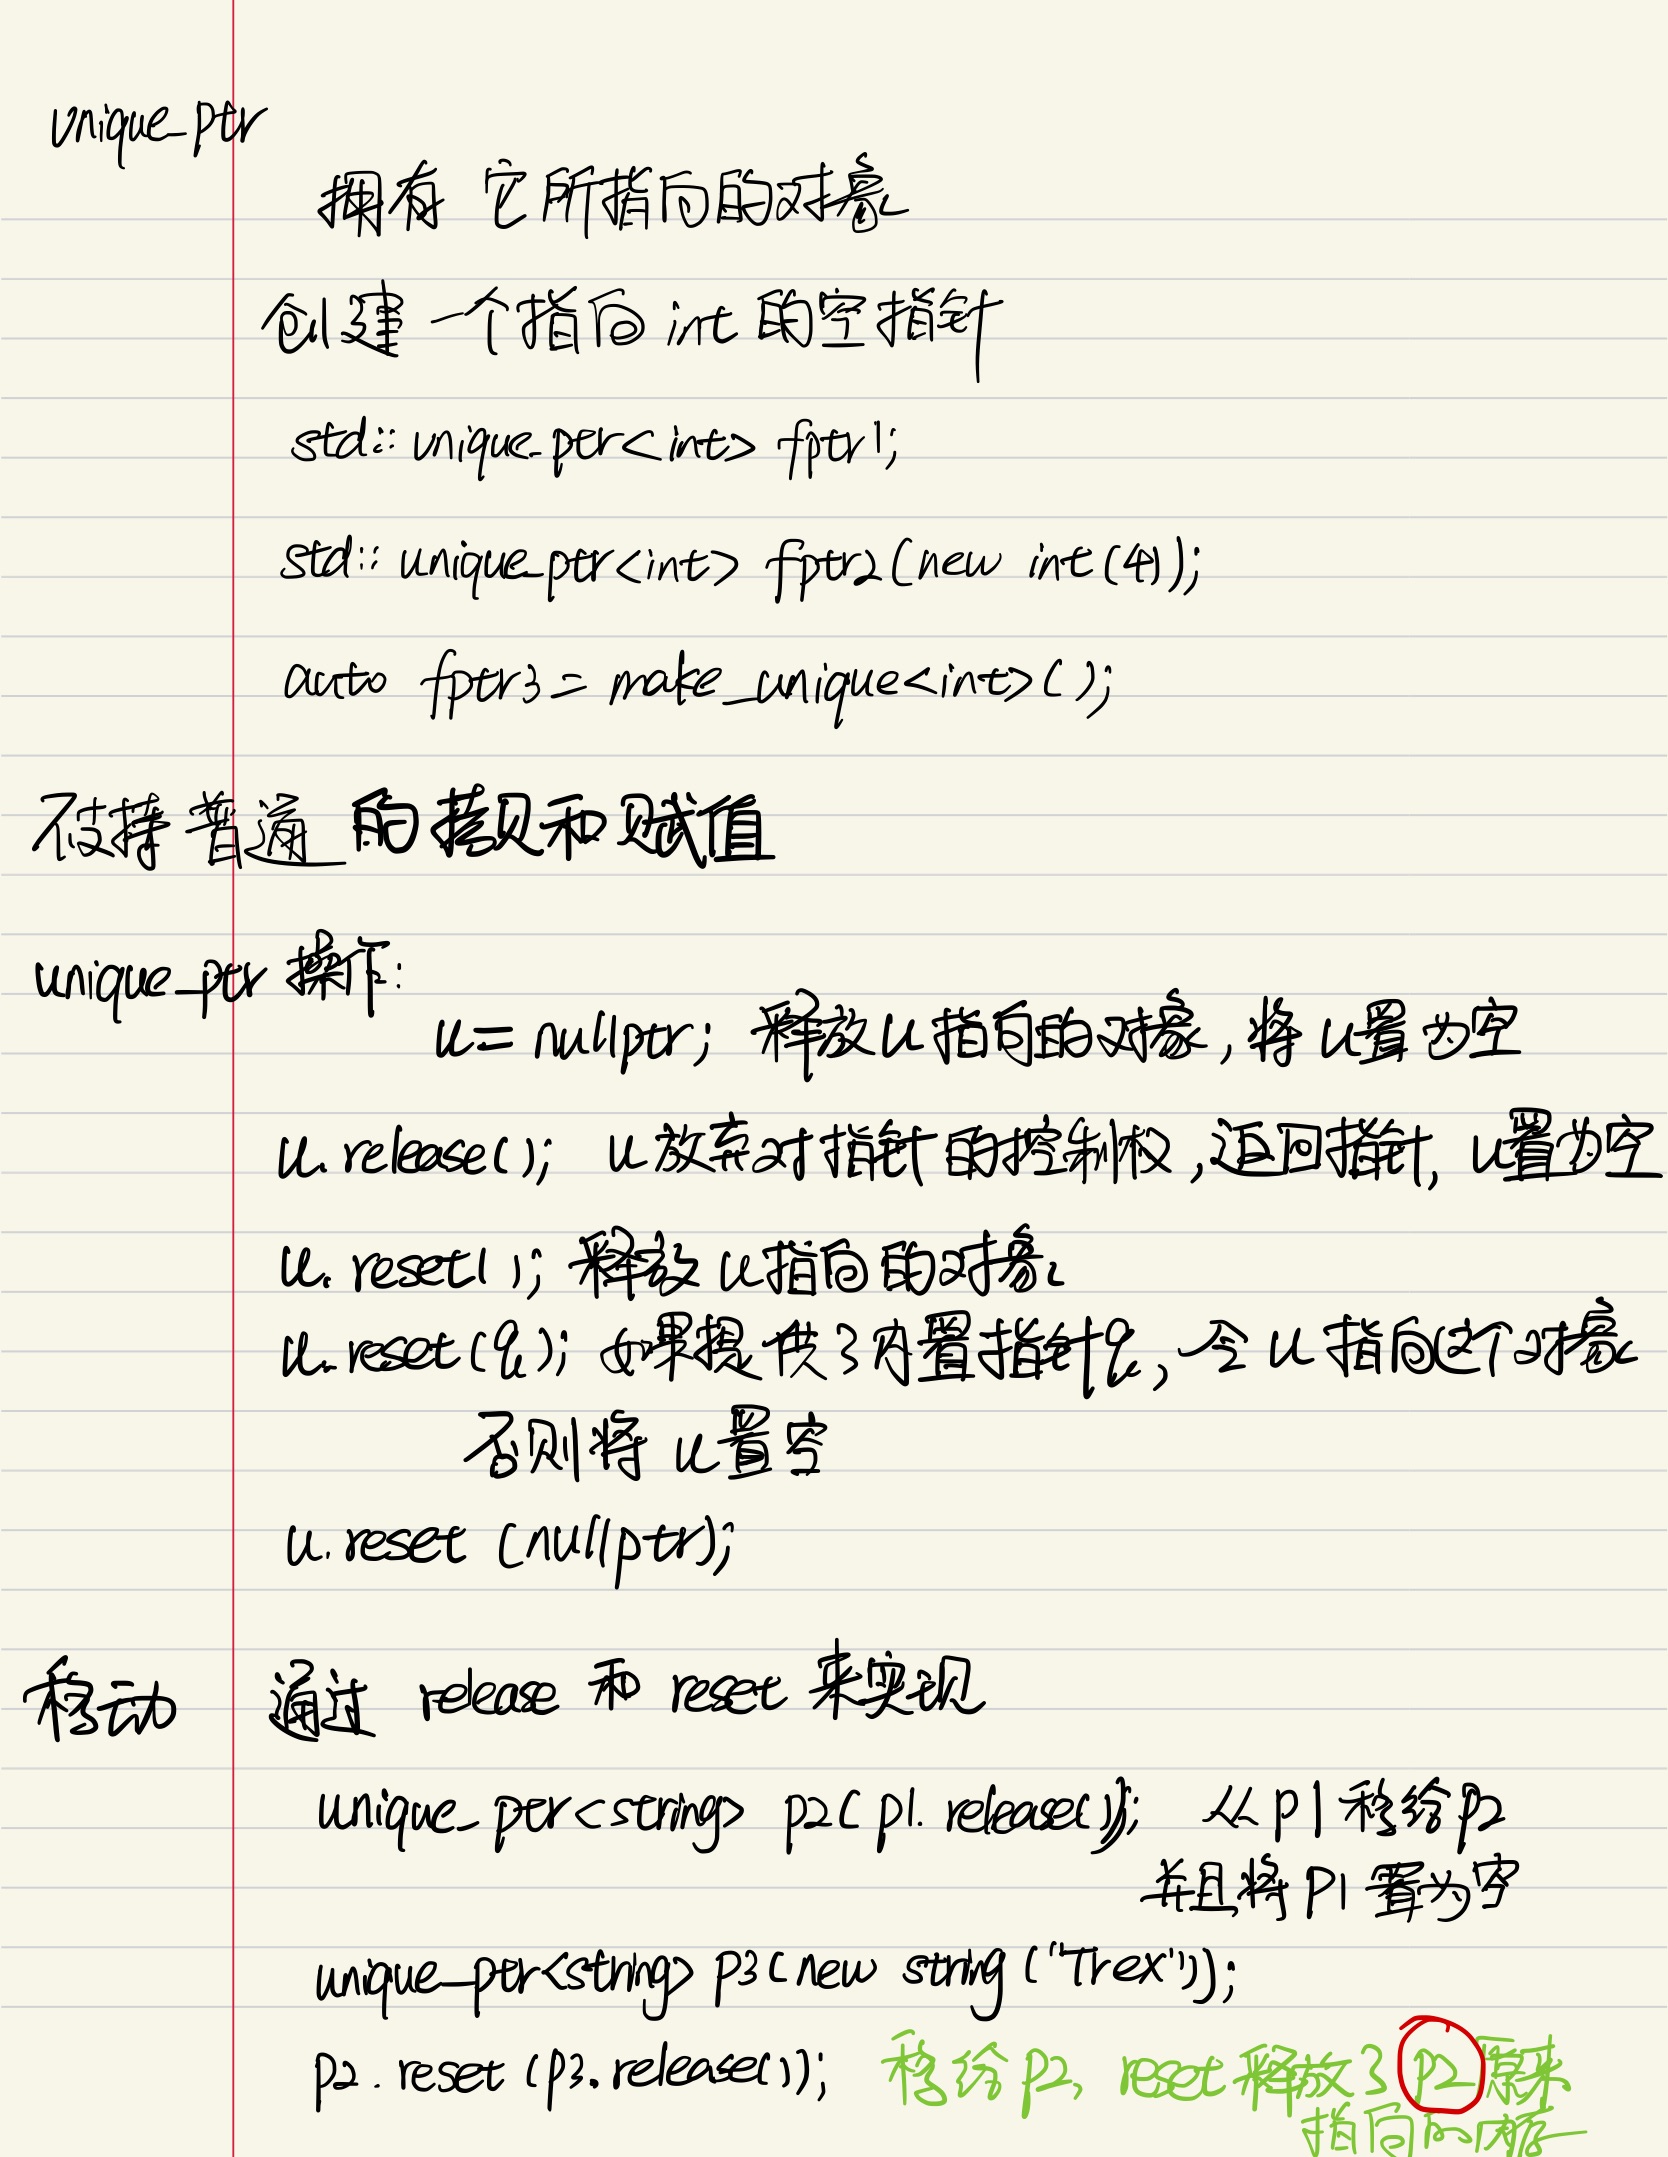 unique_ptr
拥有 它所指向的对象
创建一个指向 int 的空指针
std:: unique_ptr<int> fptr1;
std:: unique_ptr<int> fptr2(new int(4));
auto fptr3 = make_unique<int>();
不支持普通的拷贝和赋值
unique_ptr 操作:
u = nullptr; 释放u指向的对象,将u置为空
u.release(); u放弃对指针的控制权,返回指针,u置为空
u.reset(); 释放u指向的对象
u.reset(q); 如果提供了内置指针q,令u指向这个对象
否则将u置空
u.reset(nullptr);
移动 通过 release 和 reset 来实现
unique_ptr<string> p2(p1.release()); 从p1移给p2
并且将p1置为空
unique_ptr<string> p3(new string("Trex"));
p2.reset(p3.release()); 移给p2, reset释放了p2原来
指向的内存